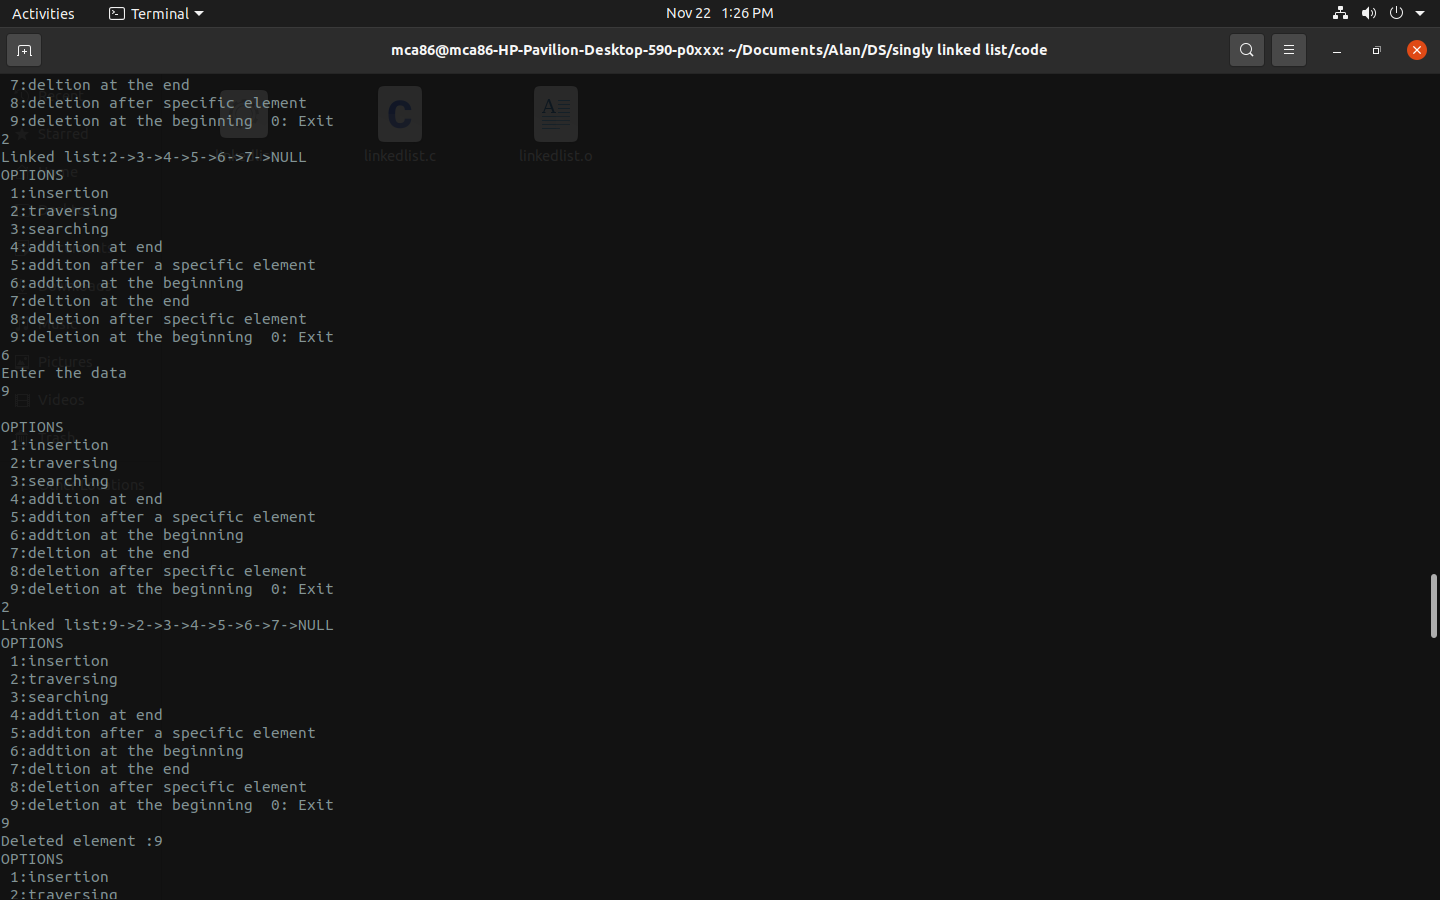 Activities Terminal Nov 22 1:26 PM
mca86@mca86-HP-Pavilion-Desktop-590-p0xxx: ~/Documents/Alan/DS/singly linked list/code
7:deltion at the end
8:deletion after specific element
9:deletion at the beginning  0: Exit
Starred
2
Linked list:2->3->4->5->6->7->NULL
linkedlist.c
linkedlist.o
OPTIONS
1:insertion
2:traversing
3:searching
4:addition at end
5:additon after a specific element
6:addtion at the beginning
7:deltion at the end
8:deletion after specific element
9:deletion at the beginning  0: Exit
6
Pictures
Enter the data
9
Videos
OPTIONS
1:insertion
2:traversing
3:searching
4:addition at end
5:additon after a specific element
6:addtion at the beginning
7:deltion at the end
8:deletion after specific element
9:deletion at the beginning  0: Exit
2
Linked list:9->2->3->4->5->6->7->NULL
OPTIONS
1:insertion
2:traversing
3:searching
4:addition at end
5:additon after a specific element
6:addtion at the beginning
7:deltion at the end
8:deletion after specific element
9:deletion at the beginning  0: Exit
9
Deleted element :9
OPTIONS
1:insertion
2:traversing